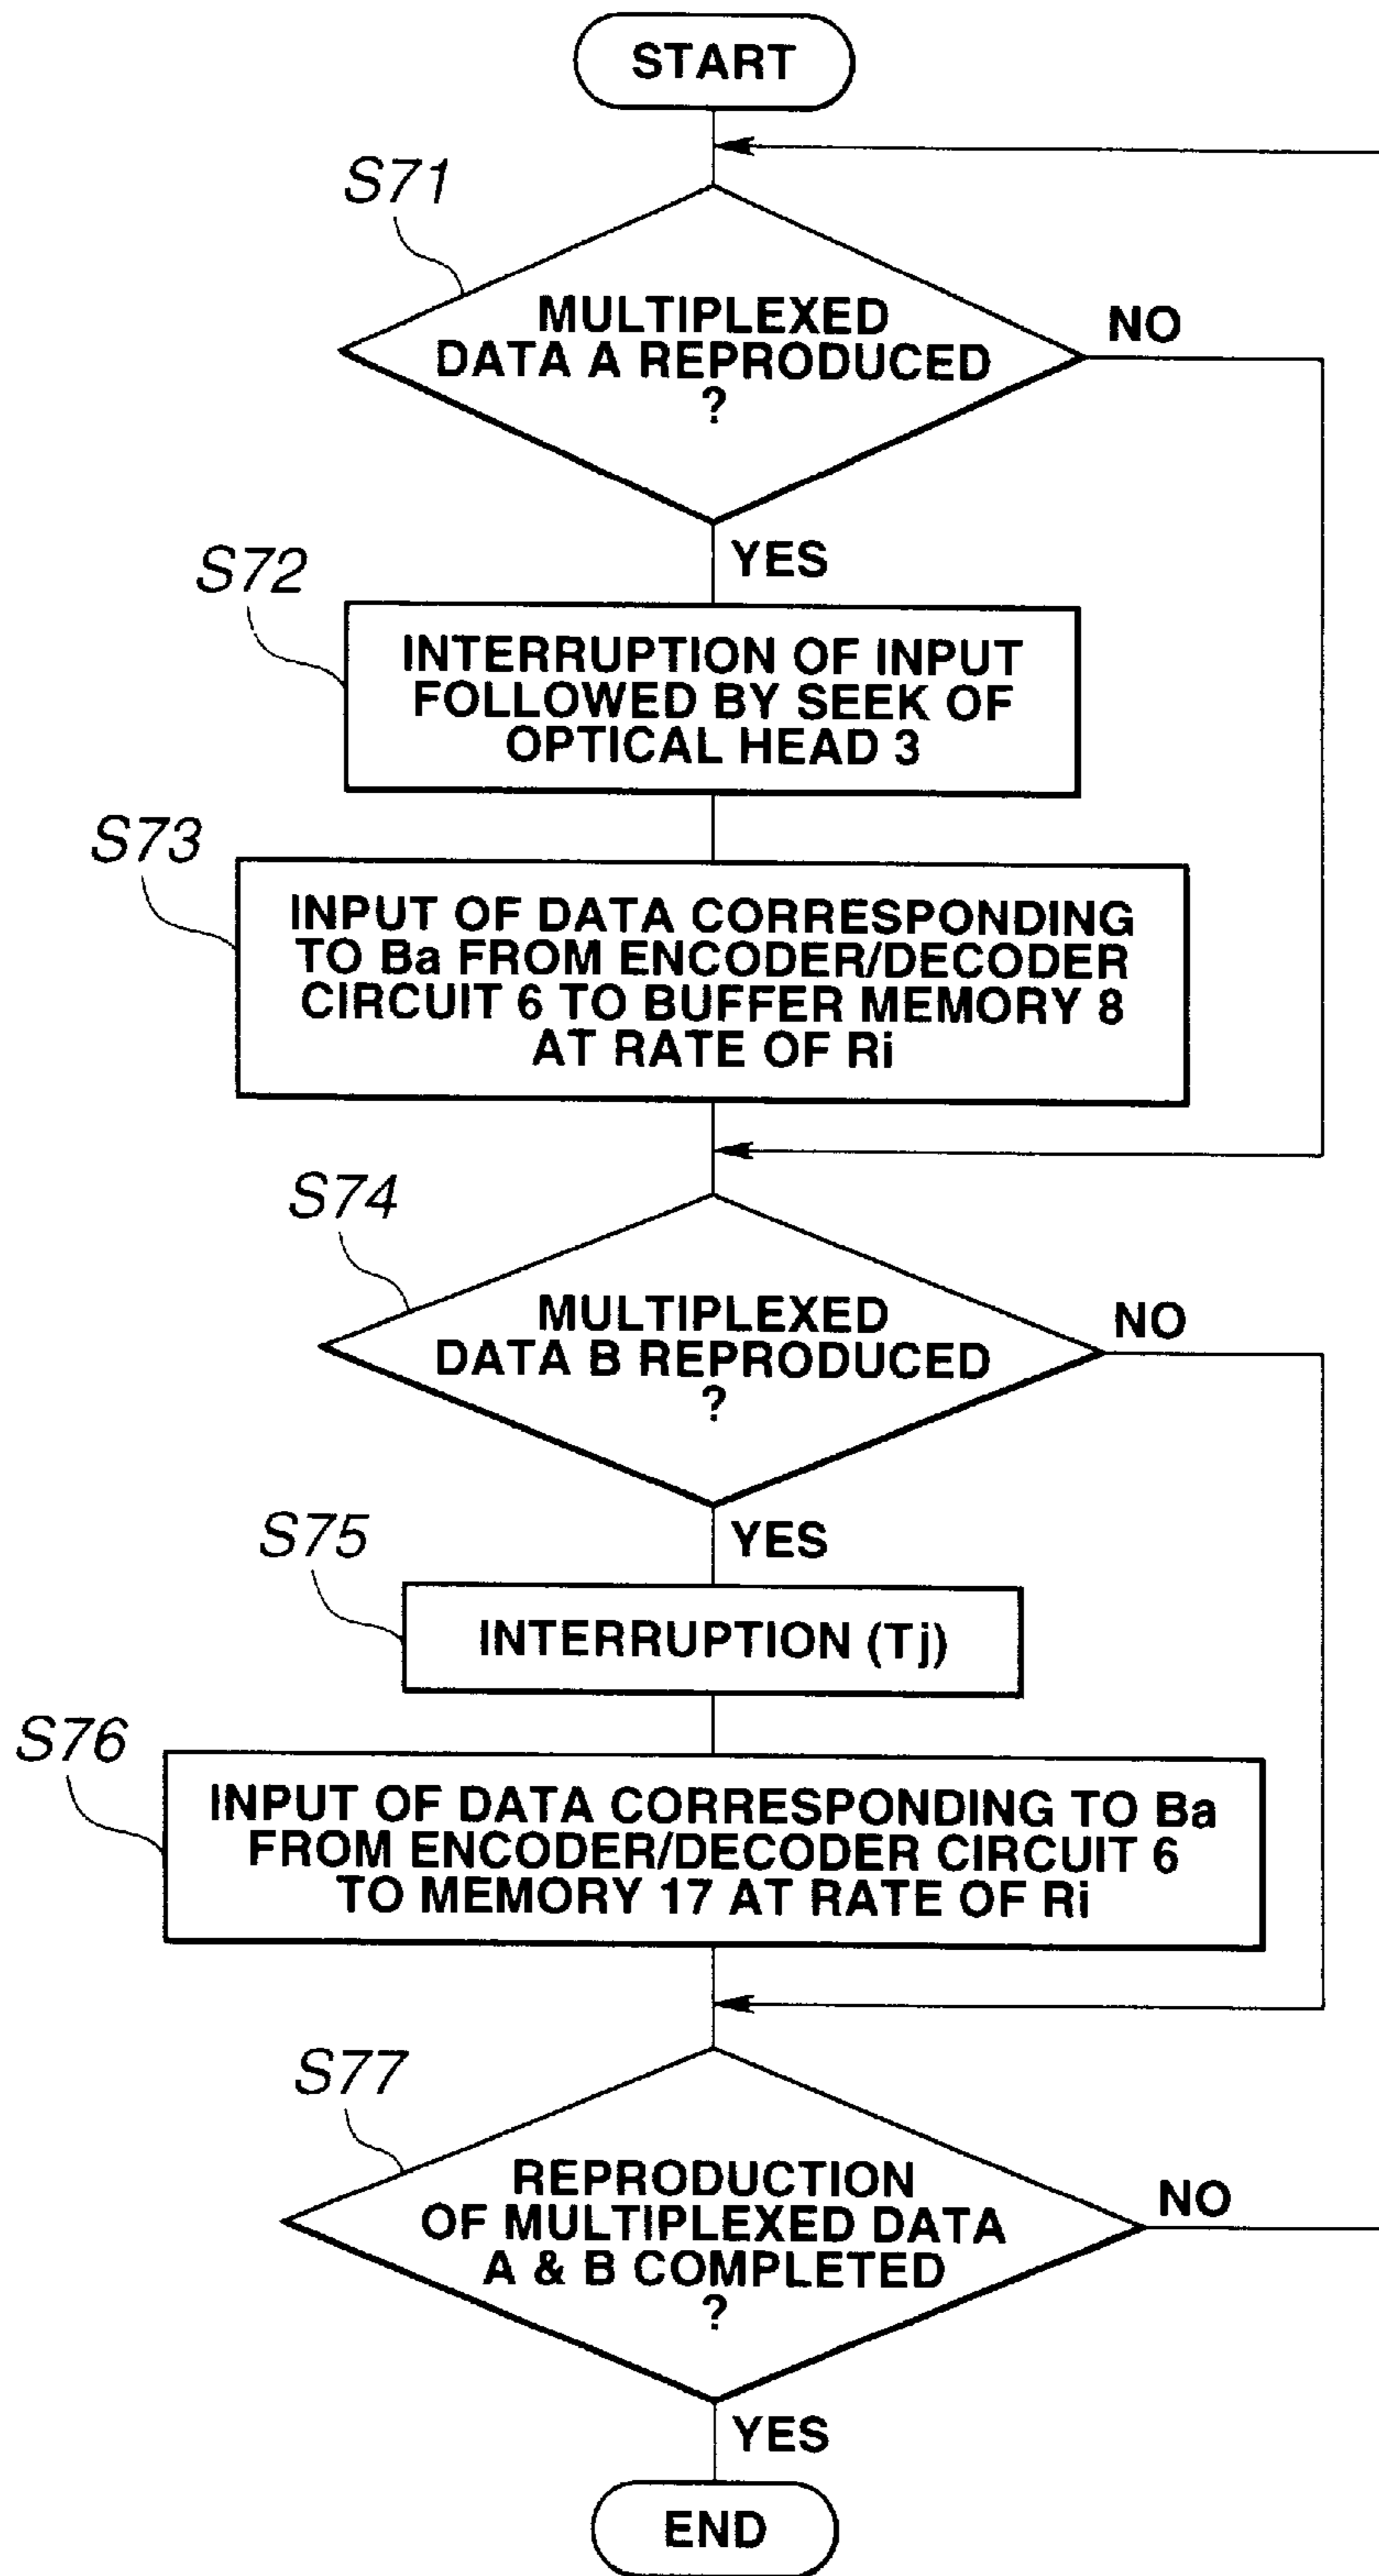 START
S71
MULTIPLEXED
DATA A REPRODUCED
?
NO
YES
S72
INTERRUPTION OF INPUT
FOLLOWED BY SEEK OF
OPTICAL HEAD 3
S73
INPUT OF DATA CORRESPONDING
TO Ba FROM ENCODER/DECODER
CIRCUIT 6 TO BUFFER MEMORY 8
AT RATE OF Ri
S74
MULTIPLEXED
DATA B REPRODUCED
?
NO
YES
S75
INTERRUPTION (Tj)
S76
INPUT OF DATA CORRESPONDING TO Ba
FROM ENCODER/DECODER CIRCUIT 6
TO MEMORY 17 AT RATE OF Ri
S77
REPRODUCTION
OF MULTIPLEXED DATA
A & B COMPLETED
?
NO
YES
END